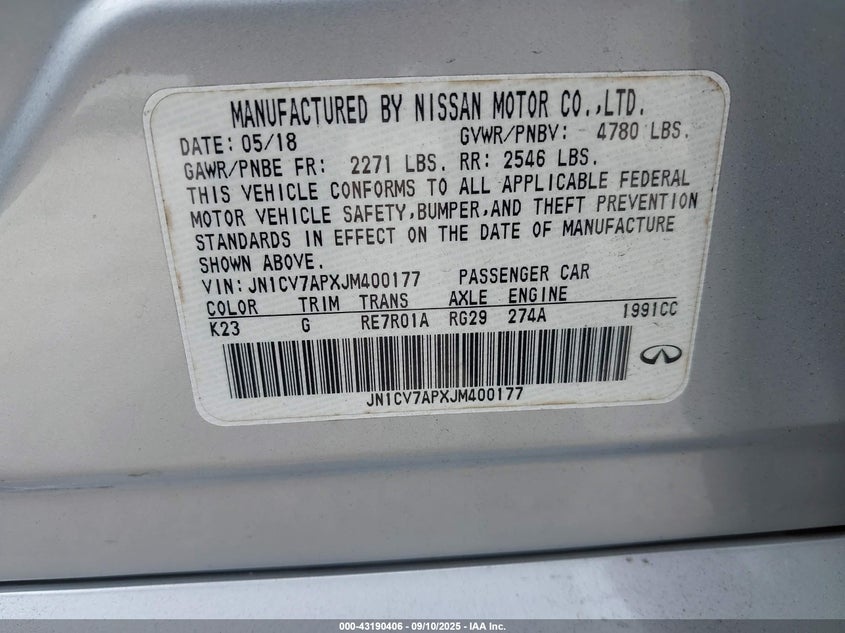 MANUFACTURED BY NISSAN MOTOR CO.,LTD.
DATE: 05/18 GVWR/PNBV: 4780 LBS.
GAWR/PNBE FR: 2271 LBS. RR: 2546 LBS.
THIS VEHICLE CONFORMS TO ALL APPLICABLE FEDERAL
MOTOR VEHICLE SAFETY,BUMPER,AND THEFT PREVENTION
STANDARDS IN EFFECT ON THE DATE OF MANUFACTURE
SHOWN ABOVE.
VIN: JN1CV7APXJM400177 PASSENGER CAR
COLOR TRIM TRANS AXLE ENGINE
K23 G RE7R01A RG29 274A 1991CC
JN1CV7APXJM400177
000-43190406 - 09/10/2025 - IAA Inc.